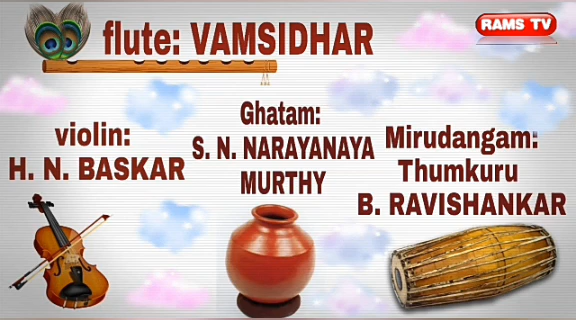 flute: VAMSIDHAR
RAMS TV
violin:
H. N. BASKAR
Ghatam:
S. N. NARAYANAYA
MURTHY
Mirudangam:
Thumkuru
B. RAVISHANKAR